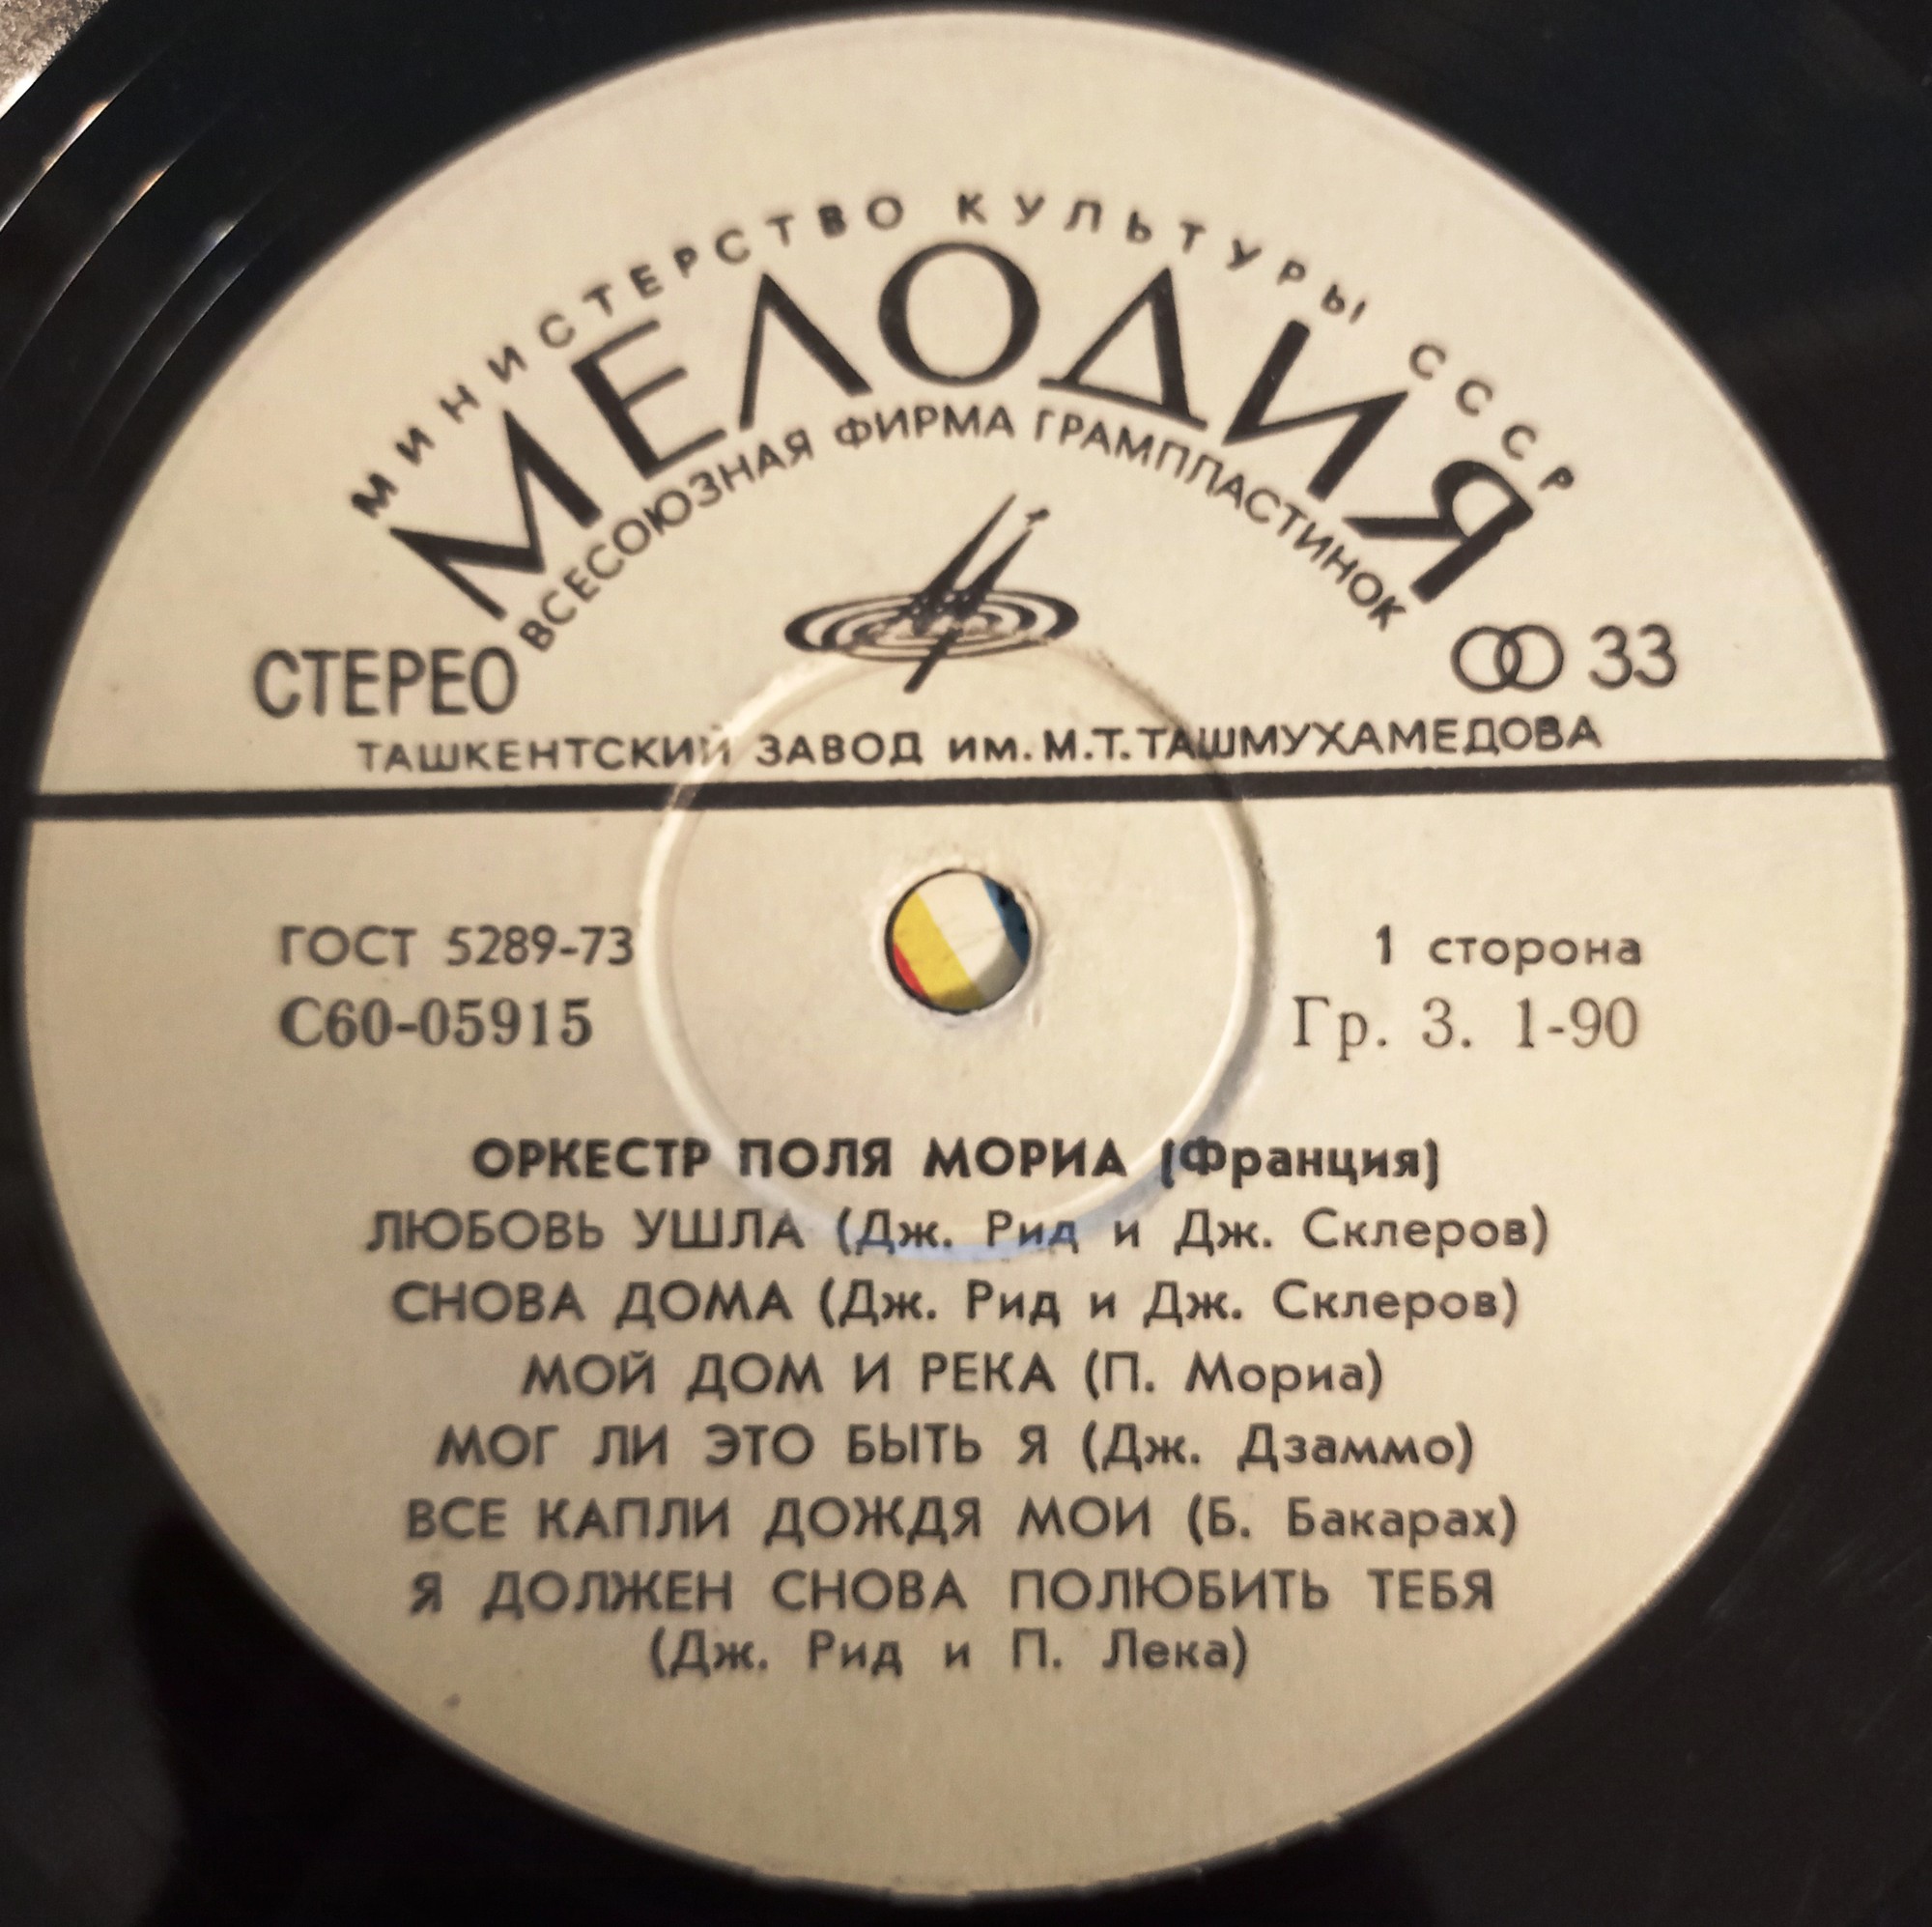 МИНИСТЕРСТВО КУЛЬТУРЫ СССР
МЕЛОДИЯ
ВСЕСОЮЗНАЯ ФИРМА ГРАМПЛАСТИНОК
СТЕРЕО
33
ТАШКЕНТСКИЙ ЗАВОД им. М.Т. ТАШМУХАМЕДОВА
ГОСТ 5289-73
1 сторона
С60-05915
Гр. 3. 1-90
ОРКЕСТР ПОЛЯ МОРИА (Франция)
ЛЮБОВЬ УШЛА (Дж. Рид и Дж. Склеров)
СНОВА ДОМА (Дж. Рид и Дж. Склеров)
МОЙ ДОМ И РЕКА (П. Мориа)
МОГ ЛИ ЭТО БЫТЬ Я (Дж. Дзаммо)
ВСЕ КАПЛИ ДОЖДЯ МОИ (Б. Бакарах)
Я ДОЛЖЕН СНОВА ПОЛЮБИТЬ ТЕБЯ
(Дж. Рид и П. Лека)